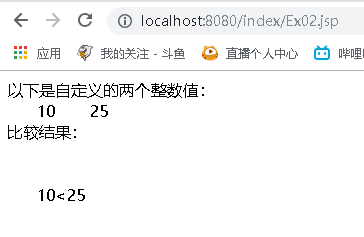 localhost:8080/index/Ex02.jsp
应用 我的关注 - 斗鱼 直播个人中心 哔哩
以下是自定义的两个整数值：
10 25
比较结果：
10<25